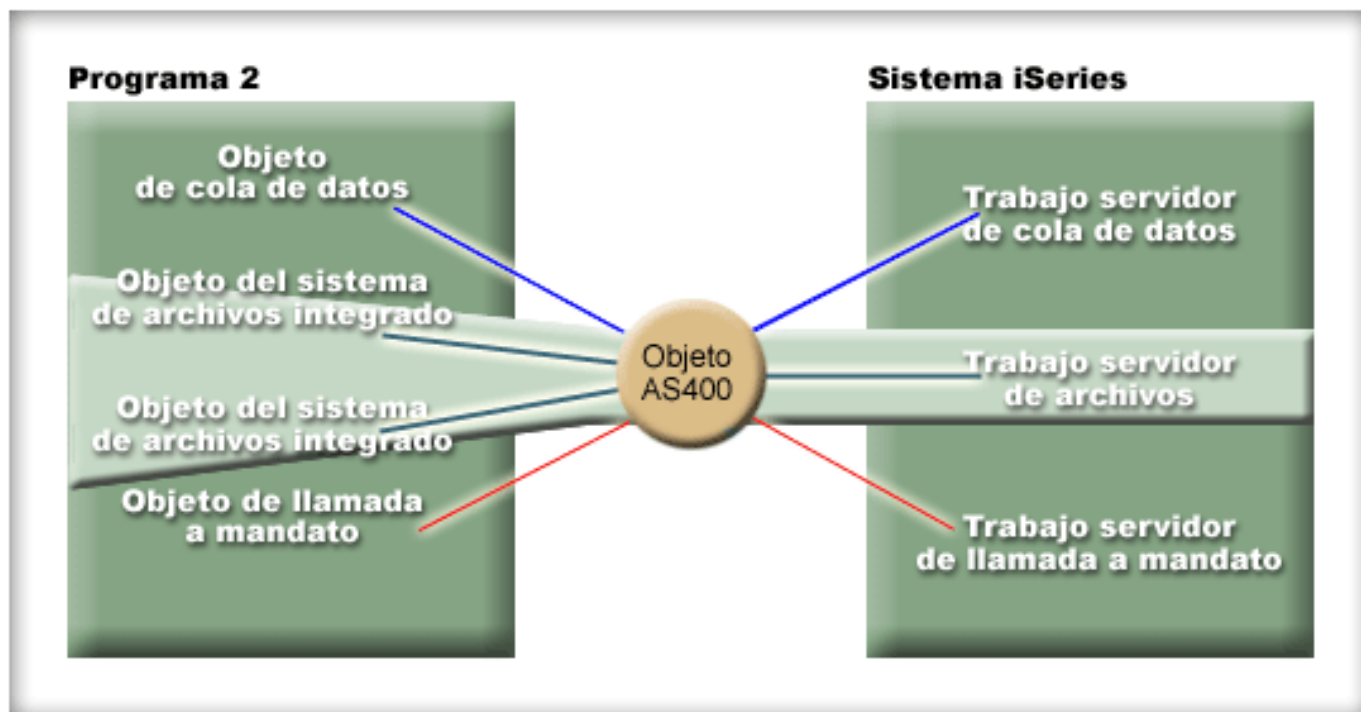 Programa 2
Objeto
de cola de datos
Objeto del sistema
de archivos integrado
Objeto del sistema
de archivos integrado
Objeto de llamada
a mandato
Objeto
AS400
Sistema iSeries
Trabajo servidor
de cola de datos
Trabajo servidor
de archivos
Trabajo servidor
de llamada a mandato